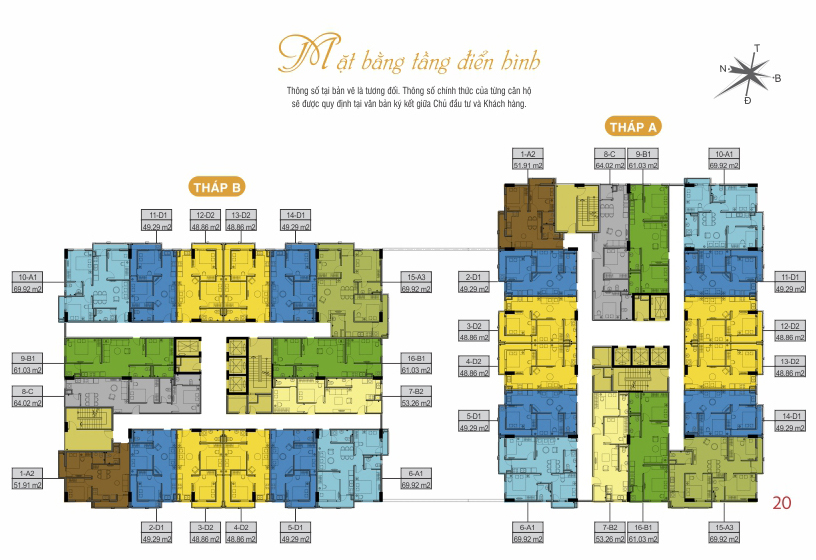 Mặt bằng tầng điển hình
Thông số tại bản vẽ là tương đối. Thông số chính thức của từng căn hộ
sẽ được quy định tại văn bản ký kết giữa Chủ đầu tư và Khách hàng.
T
N
B
Đ
THÁP A
1-A2
51.91 m2
8-C
64.02 m2
9-B1
61.03 m2
10-A1
69.92 m2
2-D1
49.29 m2
3-D2
48.86 m2
4-D2
48.86 m2
5-D1
49.29 m2
11-D1
49.29 m2
12-D2
48.86 m2
13-D2
48.86 m2
14-D1
49.29 m2
6-A1
69.92 m2
7-B2
53.26 m2
16-B1
61.03 m2
15-A3
69.92 m2
THÁP B
11-D1
49.29 m2
12-D2
48.86 m2
13-D2
48.86 m2
14-D1
49.29 m2
10-A1
69.92 m2
15-A3
69.92 m2
9-B1
61.03 m2
16-B1
61.03 m2
8-C
64.02 m2
7-B2
53.26 m2
1-A2
51.91 m2
6-A1
69.92 m2
2-D1
49.29 m2
3-D2
48.86 m2
4-D2
48.86 m2
5-D1
49.29 m2
20